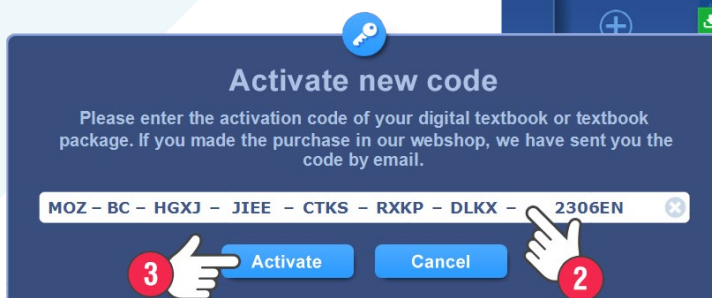 Activate new code
Please enter the activation code of your digital textbook or textbook
package. If you made the purchase in our webshop, we have sent you the
code by email.
MOZ – BC – HGXJ – JIEE – CTKS – RXKP – DLKX – 2306EN
3 Activate Cancel 2